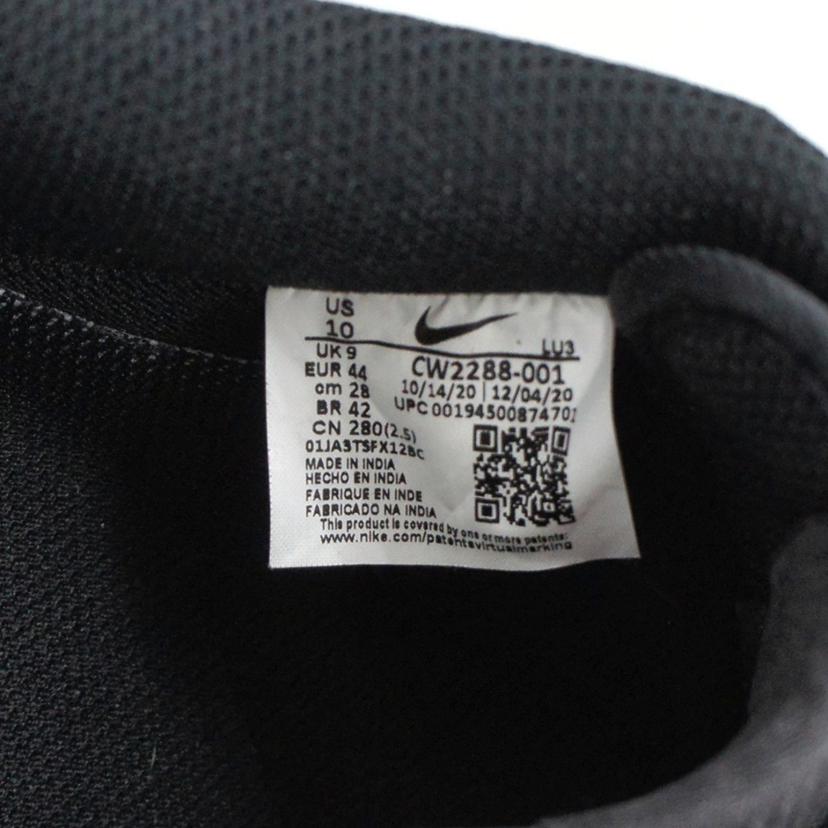 US
10
LU3
UK 9
EUR 44
cm 28
BR 42
CN 280(2.5)
CW2288-001
10/14/20 | 12/04/20
UPC 00194500874701
01JA3TSFX12BC
MADE IN INDIA
HECHO EN INDIA
FABRIQUE EN INDE
FABRICADO NA INDIA
This product is covered by one or more patents:
www.nike.com/patentsvirtualmarking